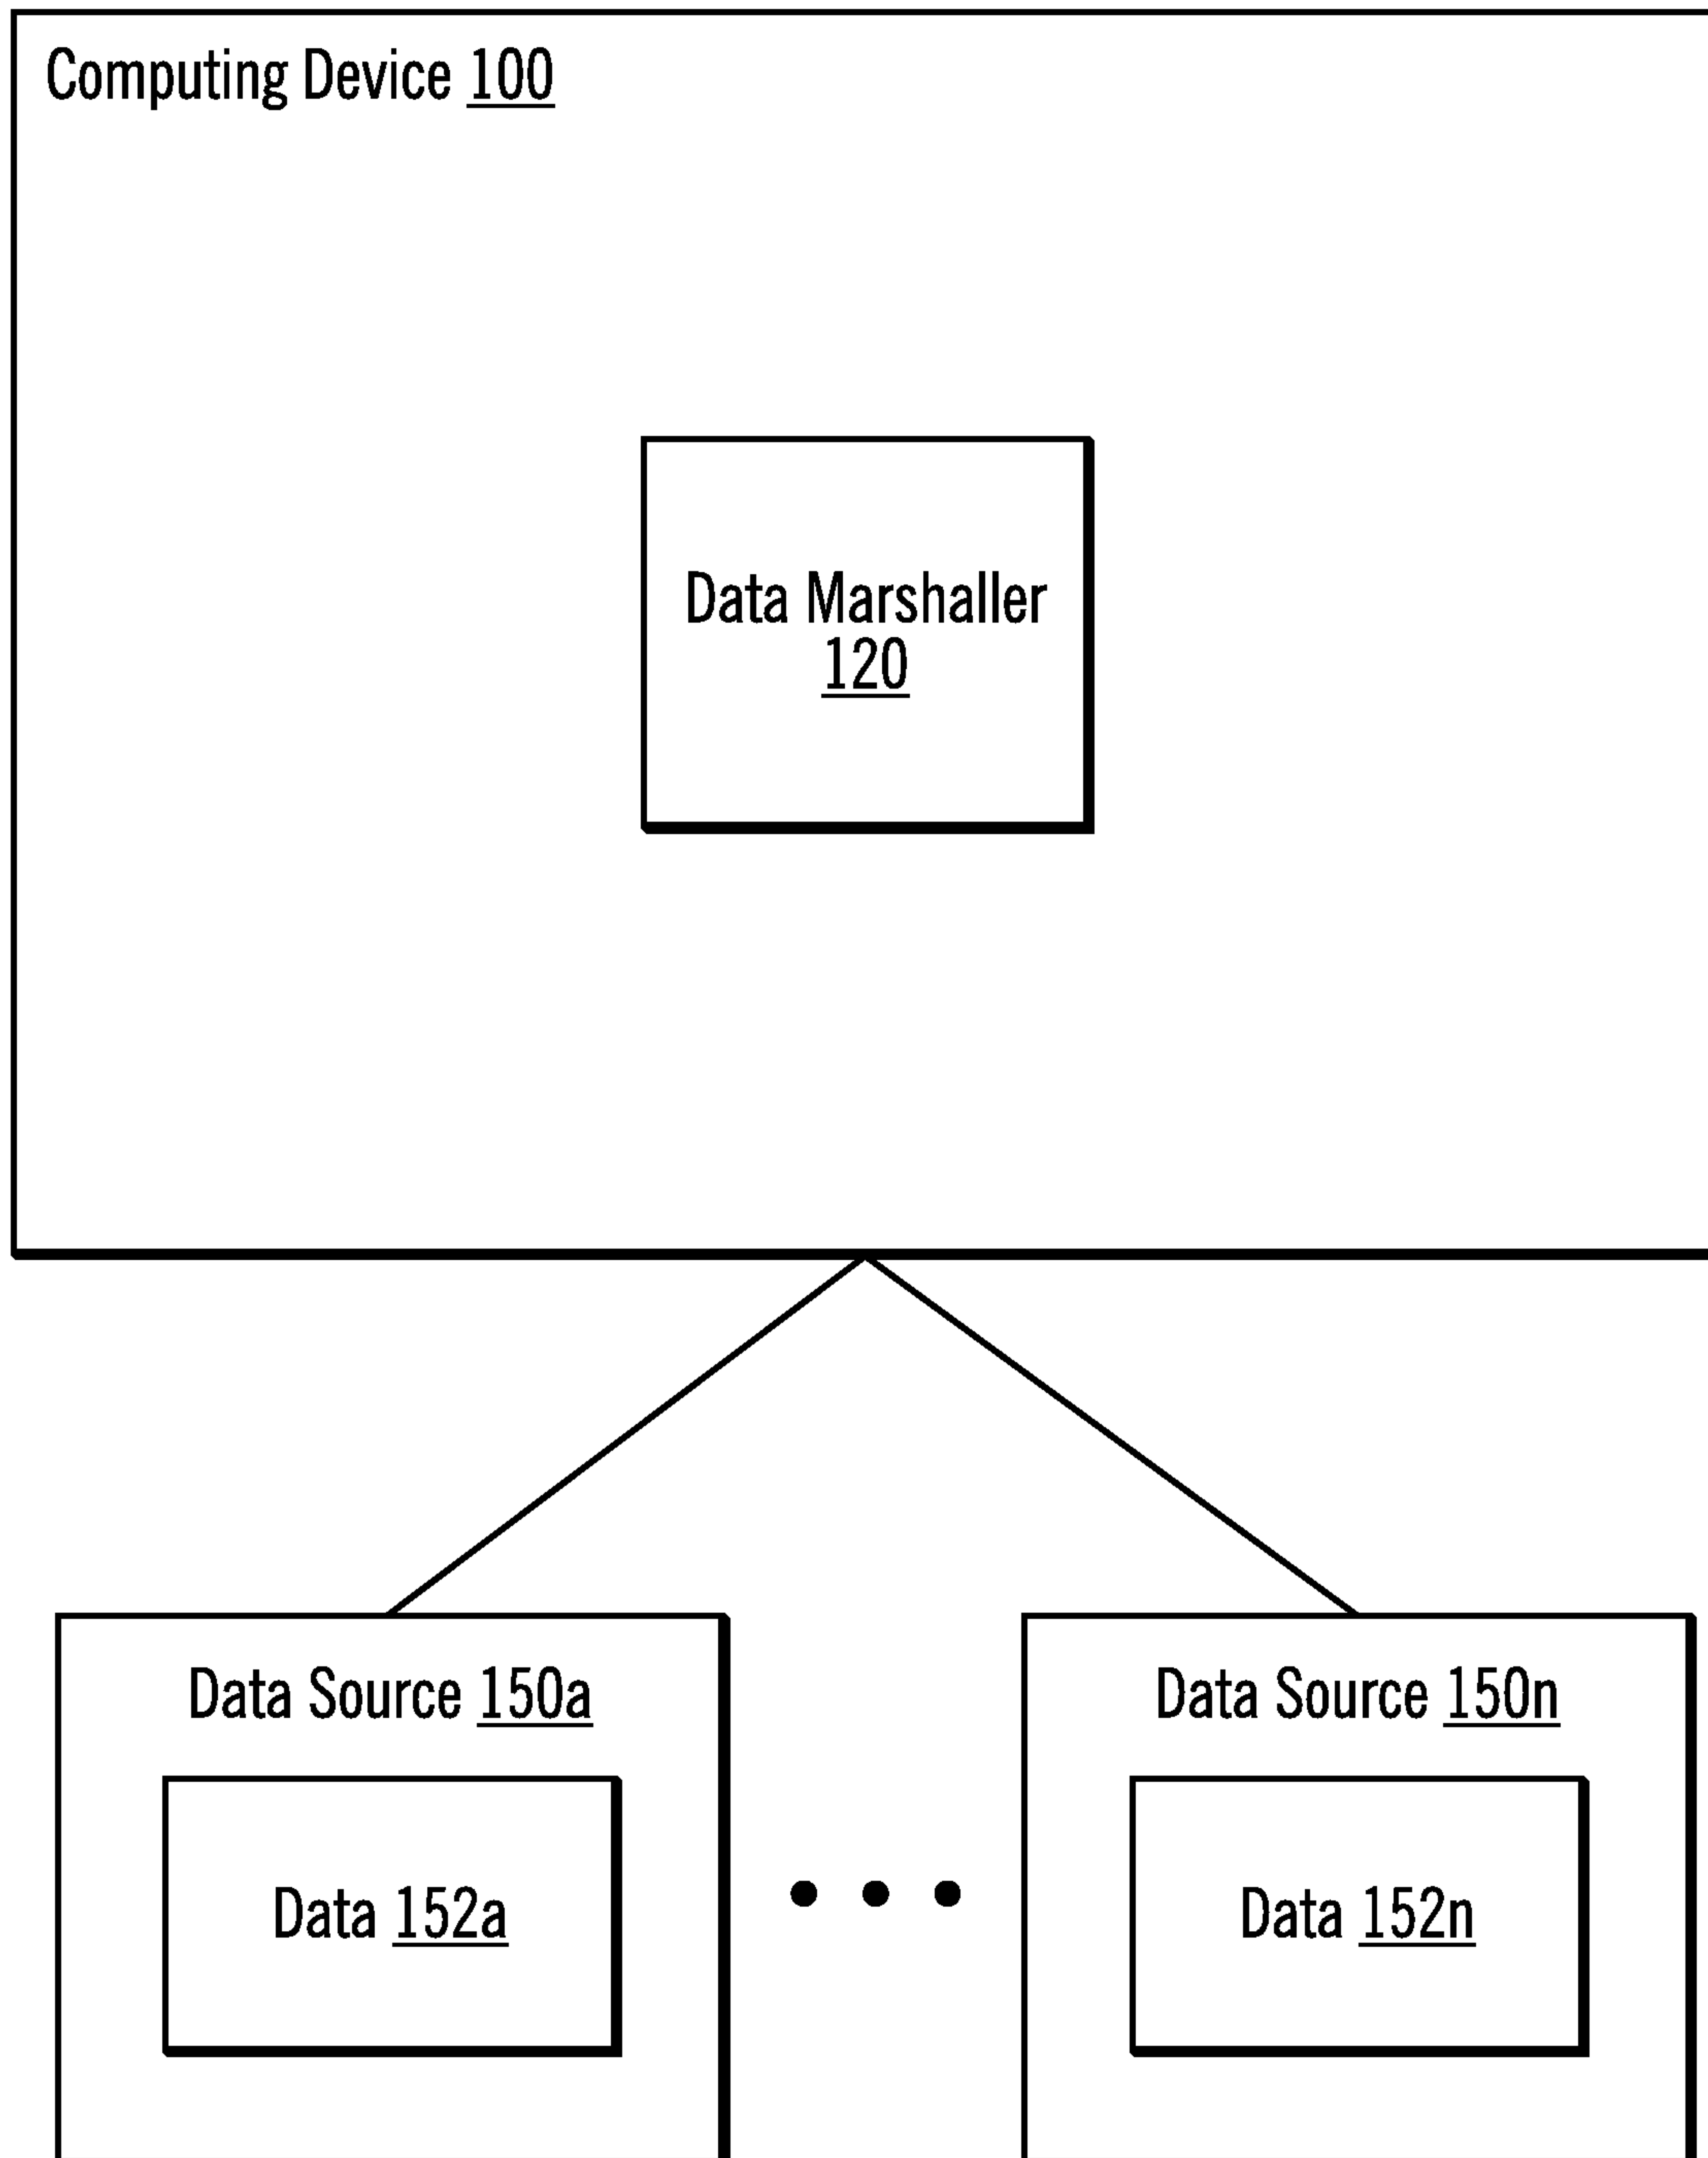 Computing Device 100
Data Marshaller
120
Data Source 150a
Data 152a
Data Source 150n
Data 152n